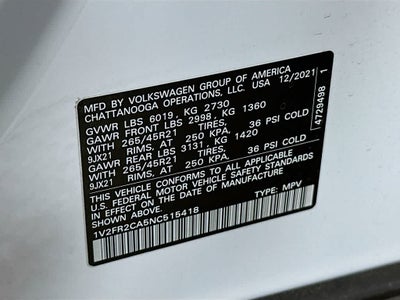 MFD. BY VOLKSWAGEN GROUP OF AMERICA
CHATTANOOGA OPERATIONS, LLC. USA 12/2021
GVWR LBS 6019, KG 2730
GAWR FRONT LBS 2998, KG 1360
WITH 265/45R21 TIRES,
9JX21 RIMS. AT 250 KPA. 36 PSI COLD
GAWR REAR LBS 3131, KG 1420
WITH 265/45R21 TIRES,
9JX21 RIMS. AT 250 KPA. 36 PSI COLD
THIS VEHICLE CONFORMS TO ALL APPLICABLE
U.S. FEDERAL MOTOR VEHICLE SAFETY STANDARDS
IN EFFECT ON THE DATE OF MANUFACTURE
SHOWN ABOVE.
1V2FR2CA5NC515418 TYPE: MPV
4729498 1